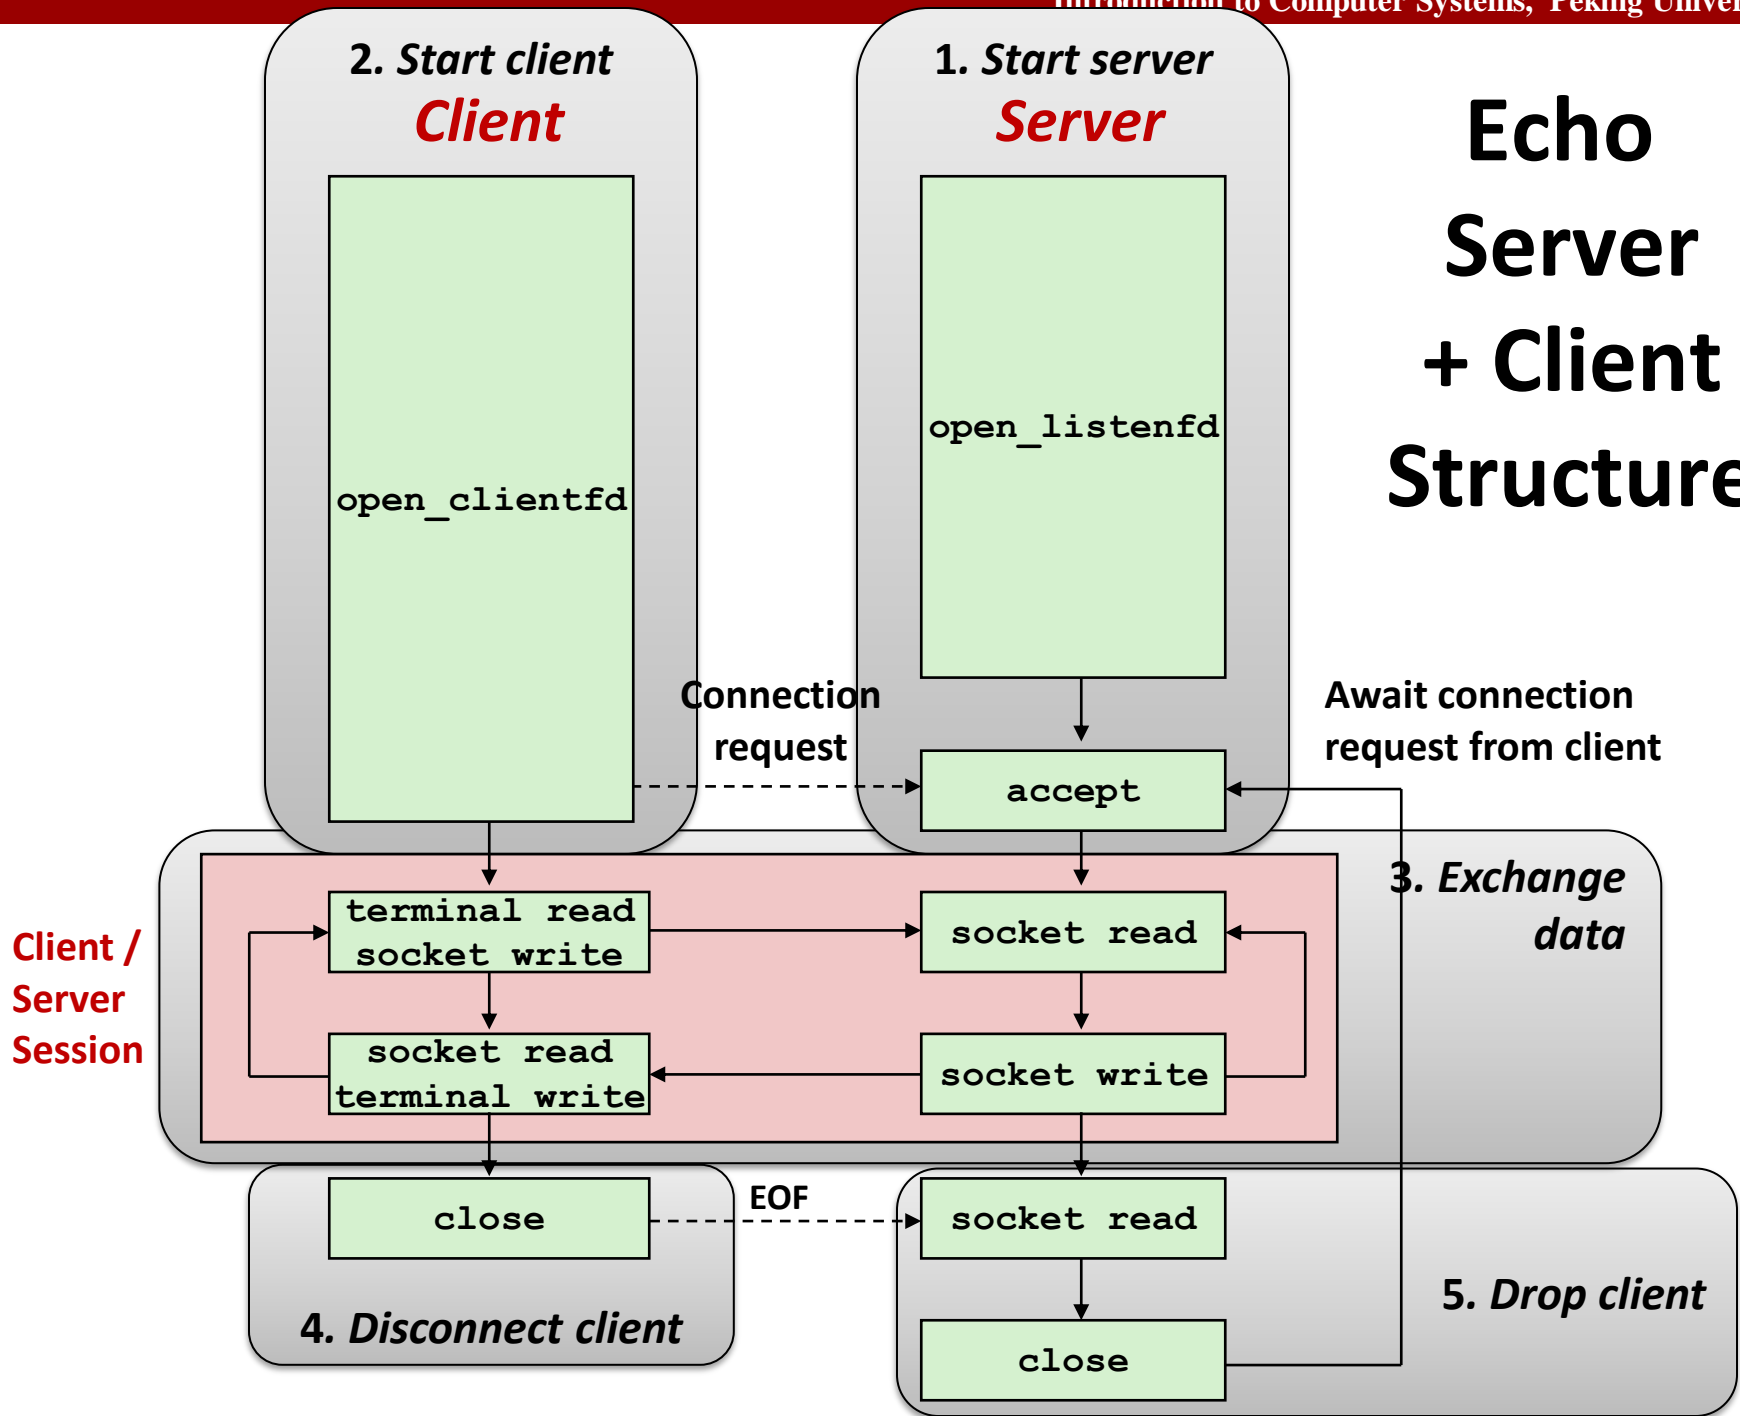 Introduction to Computer Systems, Peking
2. Start client
Client
1. Start server
Server
Echo
Server
+ Client
Structure
open_clientfd
open_listenfd
Connection
request
Await connection
request from client
accept
3. Exchange
data
Client /
Server
Session
terminal read
socket write
socket read
socket read
terminal write
socket write
close
EOF
socket read
4. Disconnect client
5. Drop client
close